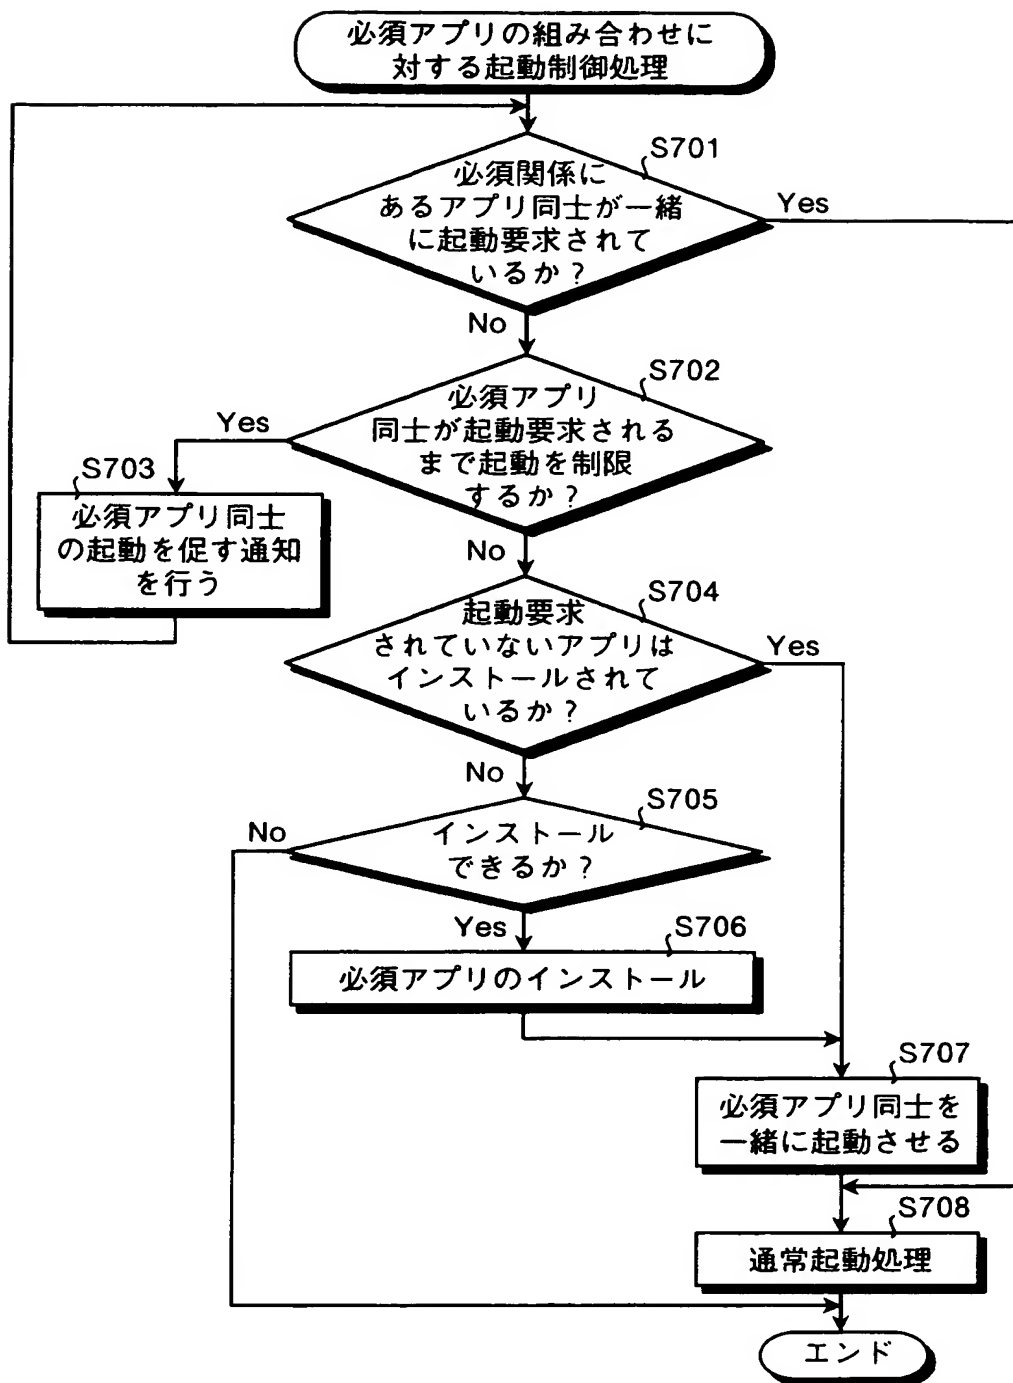 必須アプリの組み合わせに
対する起動制御処理
S701
必須関係に
あるアプリ同士が一緒
に起動要求されて
いるか？
Yes
No
S702
必須アプリ
同士が起動要求される
まで起動を制限
するか？
Yes
No
S703
必須アプリ同士
の起動を促す通知
を行う
S704
起動要求
されていないアプリは
インストールされて
いるか？
Yes
No
S705
インストール
できるか？
No
Yes
S706
必須アプリのインストール
S707
必須アプリ同士を
一緒に起動させる
S708
通常起動処理
エンド